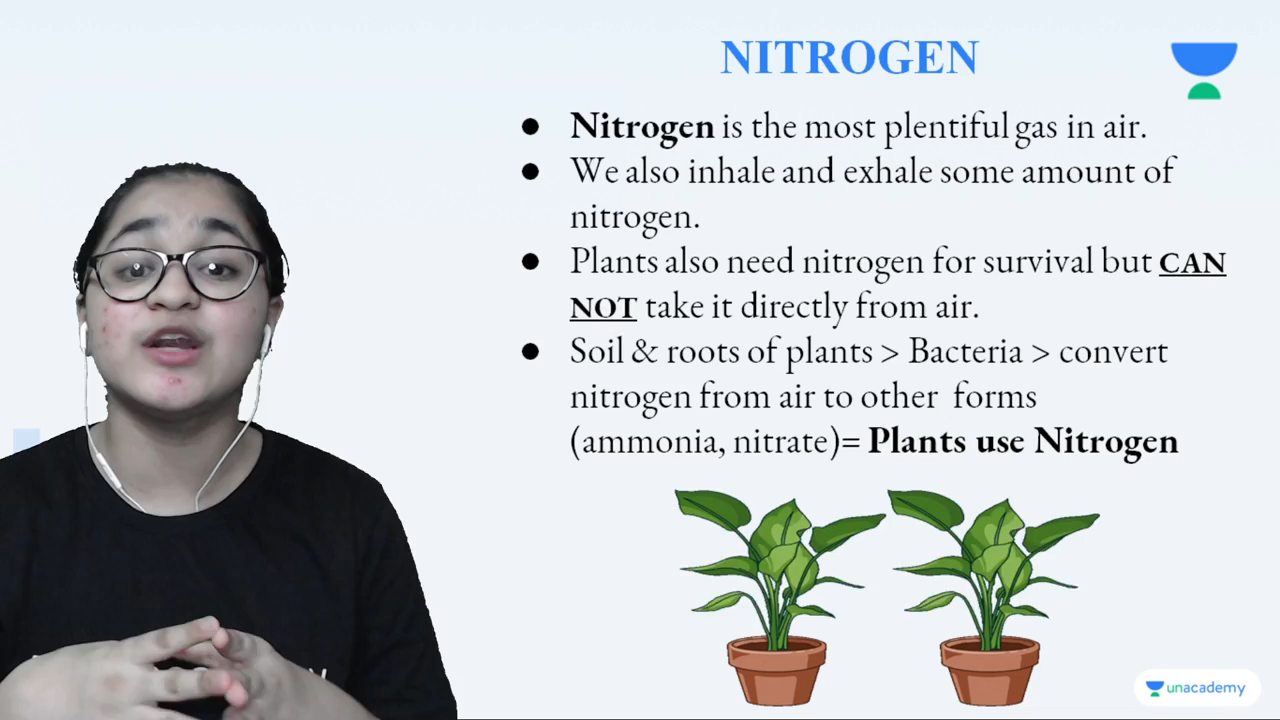 NITROGEN
● Nitrogen is the most plentiful gas in air.
● We also inhale and exhale some amount of
nitrogen.
● Plants also need nitrogen for survival but CAN
NOT take it directly from air.
● Soil & roots of plants > Bacteria > convert
nitrogen from air to other forms
(ammonia, nitrate)= Plants use Nitrogen
unacademy